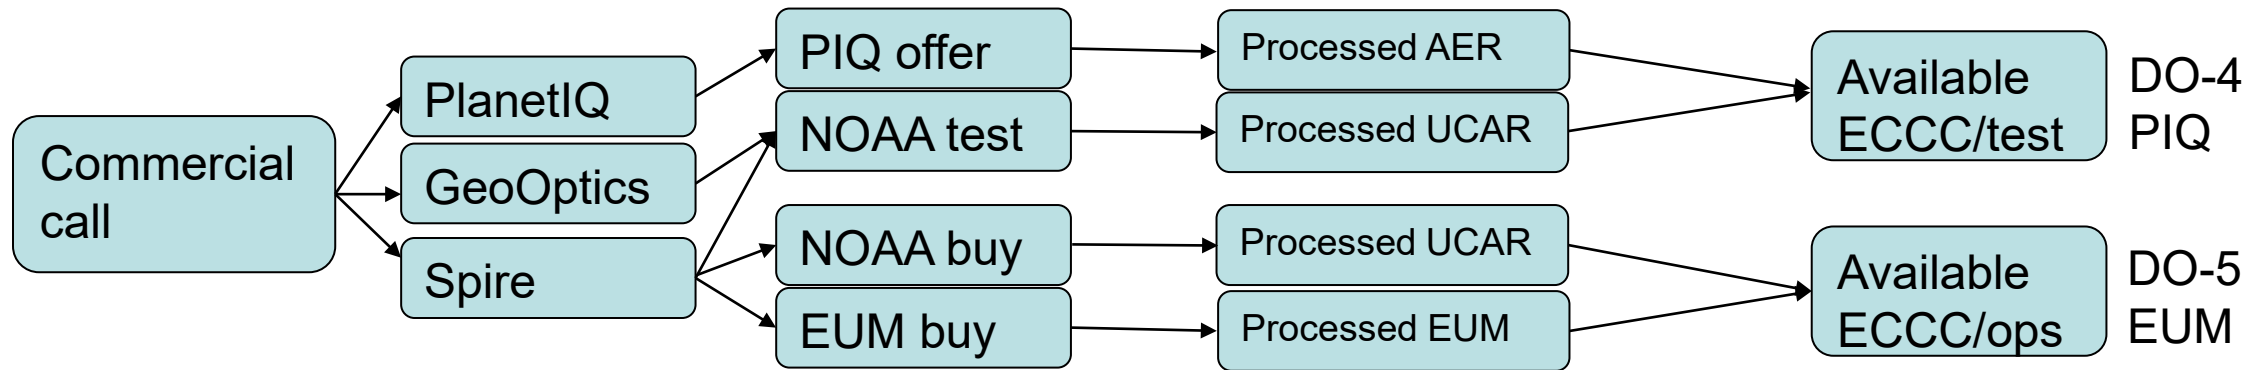 Commercial
call
PlanetIQ
GeoOptics
Spire
PIQ offer
NOAA test
NOAA buy
EUM buy
Processed AER
Processed UCAR
Processed UCAR
Processed EUM
Available
ECCC/test
DO-4
PIQ
Available
ECCC/ops
DO-5
EUM